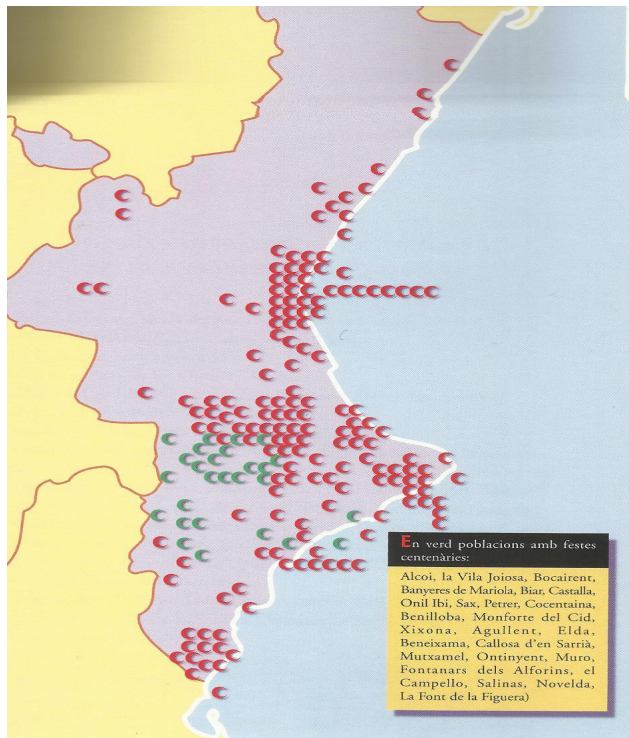 En verd poblacions amb festes
centenàries:
Alcoi, la Vila Joiosa, Bocairent,
Banyeres de Mariola, Biar, Castalla,
Onil Ibi, Sax, Petrer, Cocentaina,
Benilloba, Monforte del Cid,
Xixona, Agullent, Elda,
Beneixama, Callosa d'en Sarrià,
Mutxamel, Ontinyent, Muro,
Fontanars dels Alforins, el
Campello, Salinas, Novelda,
La Font de la Figuera)